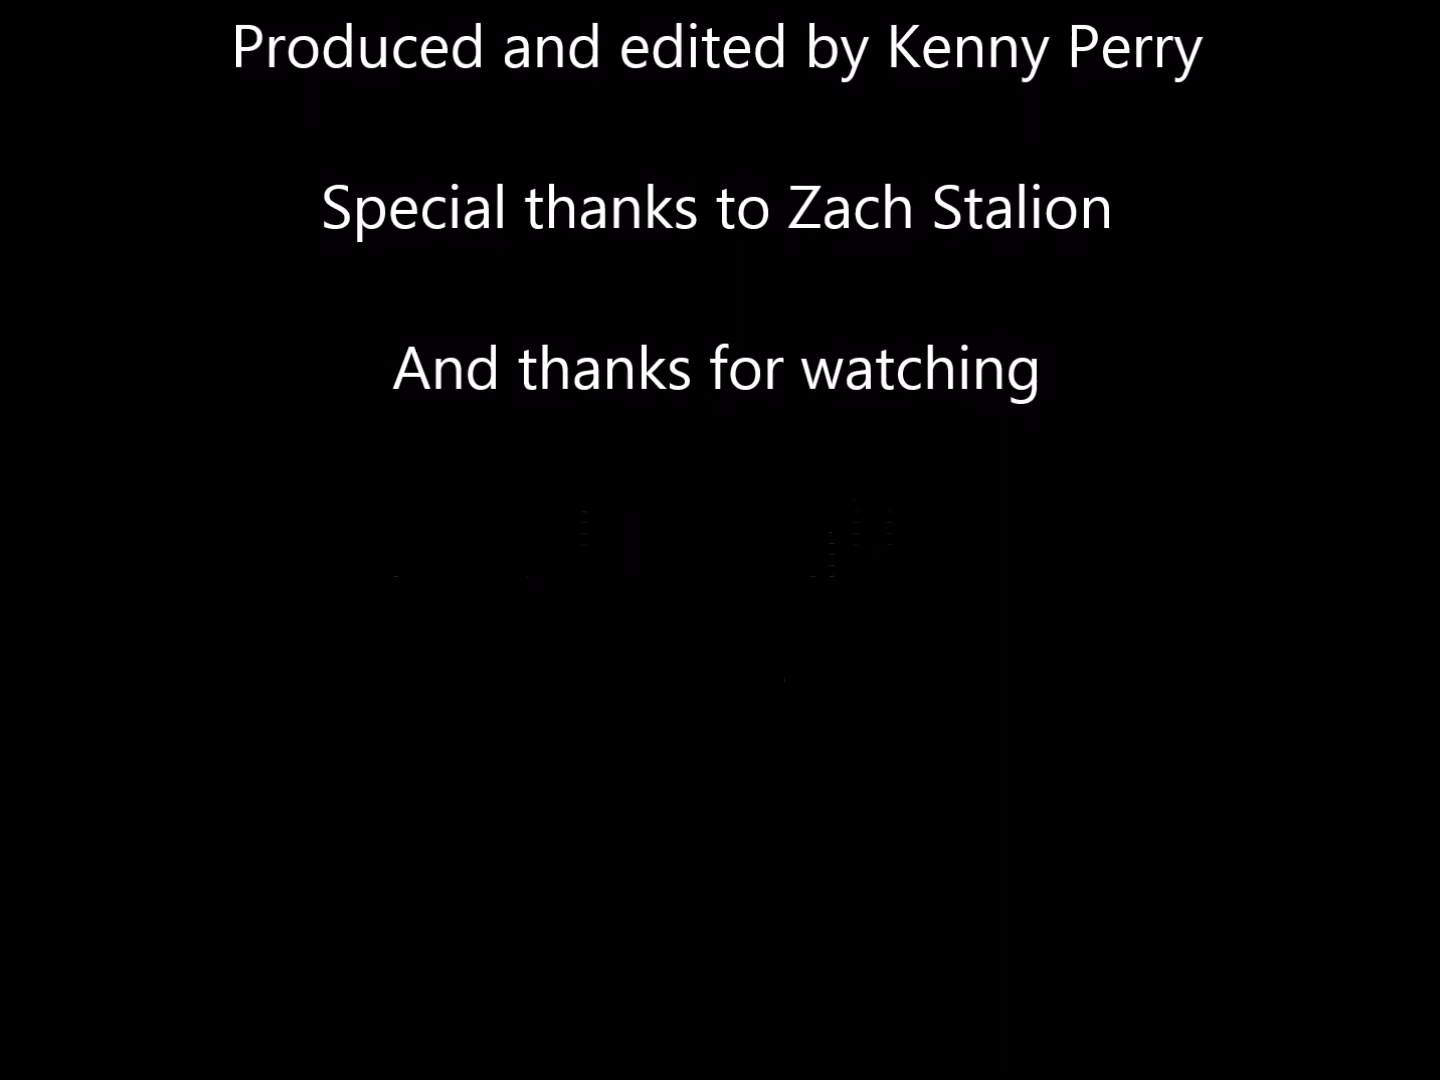 Produced and edited by Kenny Perry
Special thanks to Zach Stalion
And thanks for watching